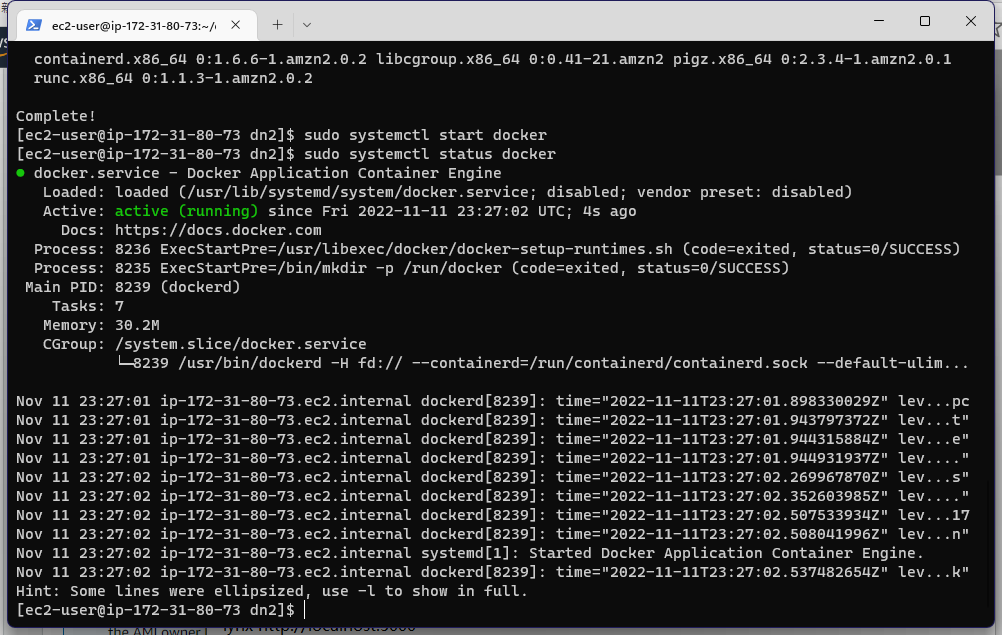 ec2-user@ip-172-31-80-73:~/
containerd.x86_64 0:1.6.6-1.amzn2.0.2 libcgroup.x86_64 0:0.41-21.amzn2 pigz.x86_64 0:2.3.4-1.amzn2.0.1
runc.x86_64 0:1.1.3-1.amzn2.0.2
Complete!
[ec2-user@ip-172-31-80-73 dn2]$ sudo systemctl start docker
[ec2-user@ip-172-31-80-73 dn2]$ sudo systemctl status docker
● docker.service - Docker Application Container Engine
Loaded: loaded (/usr/lib/systemd/system/docker.service; disabled; vendor preset: disabled)
Active: active (running) since Fri 2022-11-11 23:27:02 UTC; 4s ago
Docs: https://docs.docker.com
Process: 8236 ExecStartPre=/usr/libexec/docker/docker-setup-runtimes.sh (code=exited, status=0/SUCCESS)
Process: 8235 ExecStartPre=/bin/mkdir -p /run/docker (code=exited, status=0/SUCCESS)
Main PID: 8239 (dockerd)
Tasks: 7
Memory: 30.2M
CGroup: /system.slice/docker.service
└─8239 /usr/bin/dockerd -H fd:// --containerd=/run/containerd/containerd.sock --default-ulim...
Nov 11 23:27:01 ip-172-31-80-73.ec2.internal dockerd[8239]: time="2022-11-11T23:27:01.898330029Z" lev...pc
Nov 11 23:27:01 ip-172-31-80-73.ec2.internal dockerd[8239]: time="2022-11-11T23:27:01.943797372Z" lev...t"
Nov 11 23:27:01 ip-172-31-80-73.ec2.internal dockerd[8239]: time="2022-11-11T23:27:01.944315884Z" lev...e"
Nov 11 23:27:01 ip-172-31-80-73.ec2.internal dockerd[8239]: time="2022-11-11T23:27:01.944931937Z" lev...."
Nov 11 23:27:02 ip-172-31-80-73.ec2.internal dockerd[8239]: time="2022-11-11T23:27:02.269967870Z" lev...s"
Nov 11 23:27:02 ip-172-31-80-73.ec2.internal dockerd[8239]: time="2022-11-11T23:27:02.352603985Z" lev...."
Nov 11 23:27:02 ip-172-31-80-73.ec2.internal dockerd[8239]: time="2022-11-11T23:27:02.507533934Z" lev...17
Nov 11 23:27:02 ip-172-31-80-73.ec2.internal dockerd[8239]: time="2022-11-11T23:27:02.508041996Z" lev...n"
Nov 11 23:27:02 ip-172-31-80-73.ec2.internal systemd[1]: Started Docker Application Container Engine.
Nov 11 23:27:02 ip-172-31-80-73.ec2.internal dockerd[8239]: time="2022-11-11T23:27:02.537482654Z" lev...k"
Hint: Some lines were ellipsized, use -l to show in full.
[ec2-user@ip-172-31-80-73 dn2]$
the AMI owner